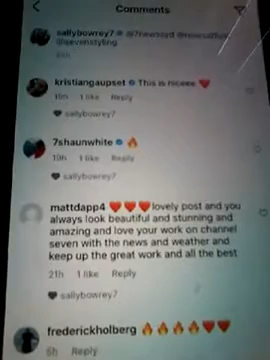 Comments
sallybowrey7
@sevenstyling
kristiangaupset This is niceee ❤️
19h 1 like Reply
sallybowrey7
7shaunwhite 🔥
19h 1 like Reply
sallybowrey7
mattdapp4 ❤️❤️❤️lovely post and you
always look beautiful and stunning and
amazing and love your work on channel
seven with the news and weather and
keep up the great work and all the best
21h 1 like Reply
sallybowrey7
frederickholberg 🔥🔥🔥🔥❤️❤️
5h Reply